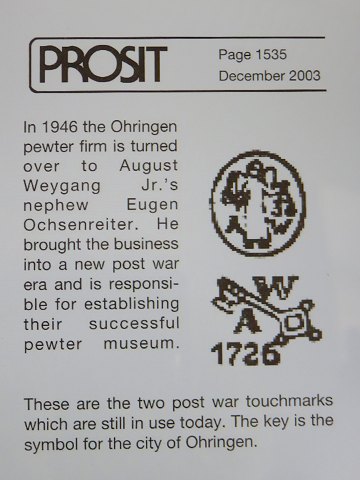 PROSIT
Page 1535
December 2003
In 1946 the Ohringen
pewter firm is turned
over to August
Weygang Jr.'s
nephew Eugen
Ochsenreiter. He
brought the business
into a new post war
era and is responsi-
ble for establishing
their successful
pewter museum.
A W
W
A
1726
These are the two post war touchmarks
which are still in use today. The key is the
symbol for the city of Ohringen.